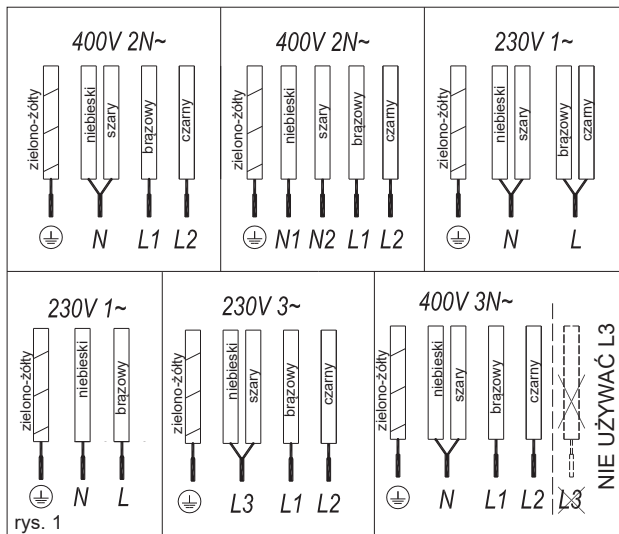 400V 2N~
zielono-żółty
niebieski
szary
brązowy
czarny
N L1 L2
400V 2N~
zielono-żółty
niebieski
szary
brązowy
czarny
N1 N2 L1 L2
230V 1~
zielono-żółty
niebieski
szary
brązowy
czarny
N L
230V 1~
zielono-żółty
niebieski
brązowy
N L
rys. 1
230V 3~
zielono-żółty
niebieski
szary
brązowy
czarny
L3 L1 L2
400V 3N~
zielono-żółty
niebieski
szary
brązowy
czarny
N L1 L2 L3
NIE UŻYWAĆ L3